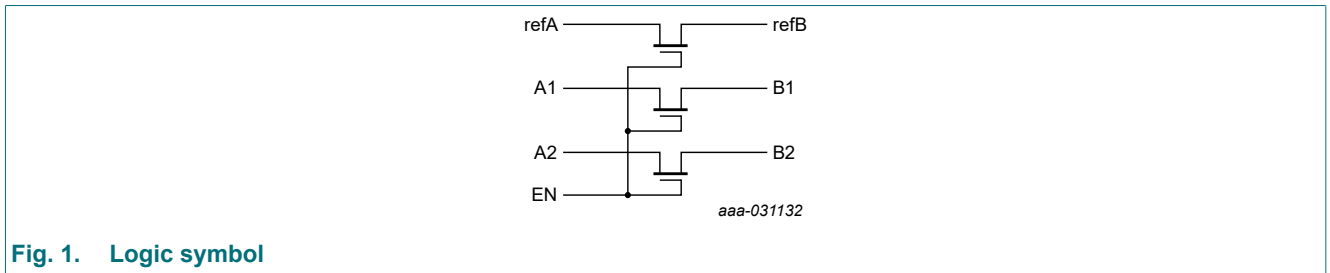 refA refB
A1 B1
A2 B2
EN
aaa-031132
Fig. 1. Logic symbol